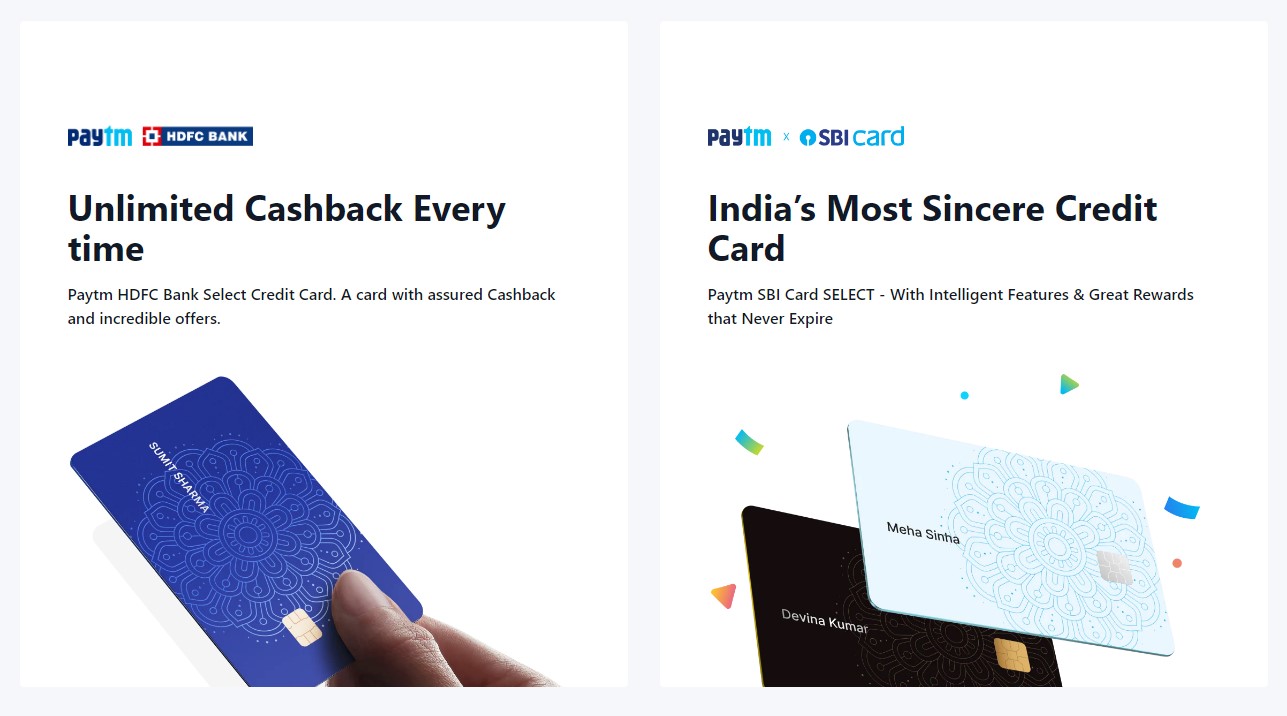 paytm HDFC BANK
Unlimited Cashback Every
time
Paytm HDFC Bank Select Credit Card. A card with assured Cashback
and incredible offers.
SUMIT SHARMA
paytm x SBI card
India’s Most Sincere Credit
Card
Paytm SBI Card SELECT - With Intelligent Features & Great Rewards
that Never Expire
Meha Sinha
Devina Kumar